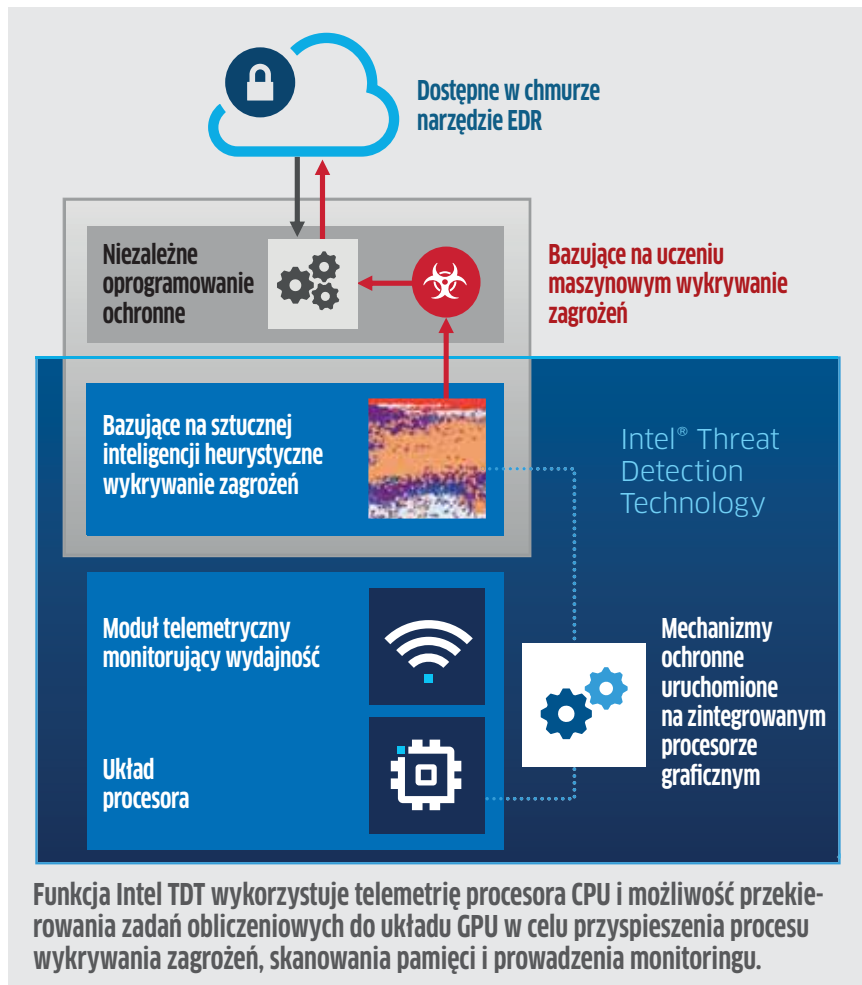 Dostępne w chmurze
narzędzie EDR
Niezależne
oprogramowanie
ochronne
Bazujące na uczeniu
maszynowym wykrywanie
zagrożeń
Bazujące na sztucznej
inteligencji heurystyczne
wykrywanie zagrożeń
Intel® Threat
Detection
Technology
Moduł telemetryczny
monitorujący wydajność
Mechanizmy
ochronne
uruchomione
na zintegrowanym
procesorze
graficznym
Układ
procesora
Funkcja Intel TDT wykorzystuje telemetrię procesora CPU i możliwość przekie-
rowania zadań obliczeniowych do układu GPU w celu przyspieszenia procesu
wykrywania zagrożeń, skanowania pamięci i prowadzenia monitoringu.